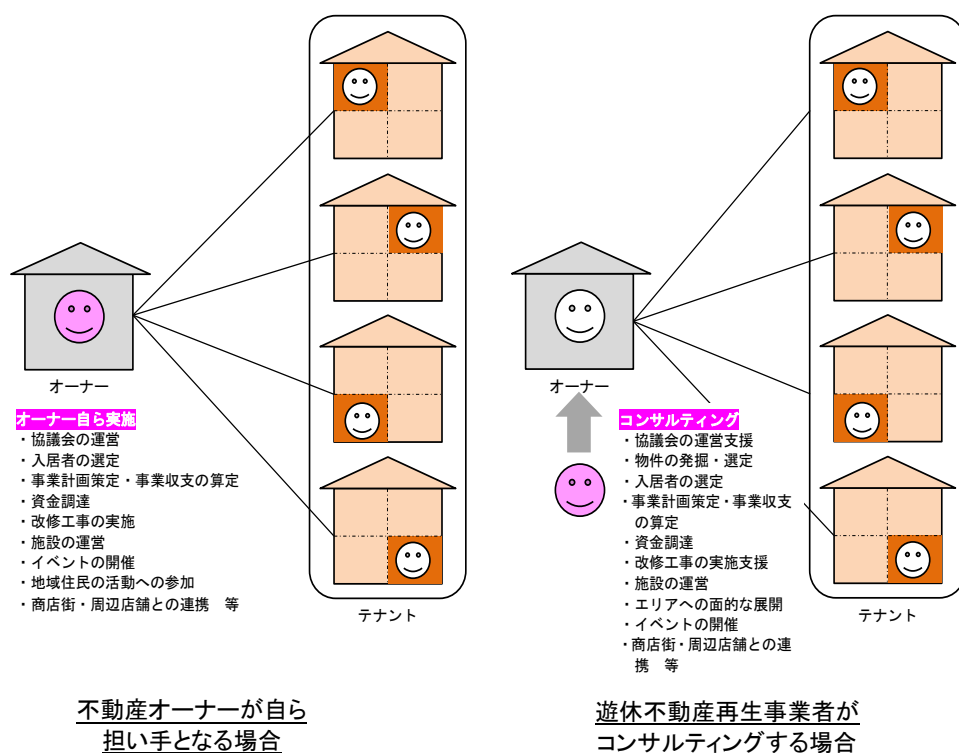 オーナー
オーナー自ら実施
・協議会の運営
・入居者の選定
・事業計画策定・事業収支の算定
・資金調達
・改修工事の実施
・施設の運営
・イベントの開催
・地域住民の活動への参加
・商店街・周辺店舗との連携　等
テナント
不動産オーナーが自ら
担い手となる場合
オーナー
コンサルティング
・協議会の運営支援
・物件の発掘・選定
・入居者の選定
・事業計画策定・事業収支
の算定
・資金調達
・改修工事の実施支援
・施設の運営
・エリアへの面的な展開
・イベントの開催
・商店街・周辺店舗との連
携　等
テナント
遊休不動産再生事業者が
コンサルティングする場合